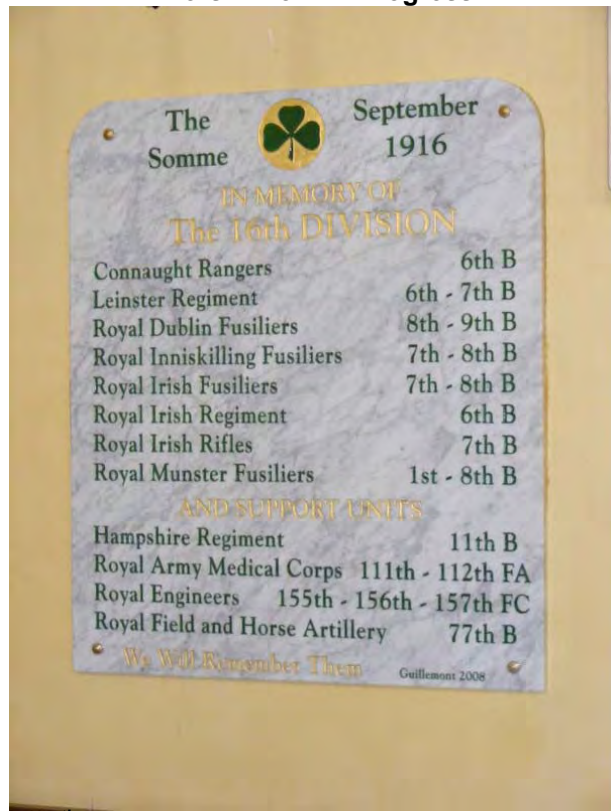 The September
Somme 1916
IN MEMORY OF
The 16th DIVISION
Connaught Rangers 6th B
Leinster Regiment 6th - 7th B
Royal Dublin Fusiliers 8th - 9th B
Royal Inniskilling Fusiliers 7th - 8th B
Royal Irish Fusiliers 7th - 8th B
Royal Irish Regiment 6th B
Royal Irish Rifles 7th B
Royal Munster Fusiliers 1st - 8th B
AND SUPPORT UNITS
Hampshire Regiment 11th B
Royal Army Medical Corps 111th - 112th FA
Royal Engineers 155th - 156th - 157th FC
Royal Field and Horse Artillery 77th B
We Will Remember Them Guillemont 2008